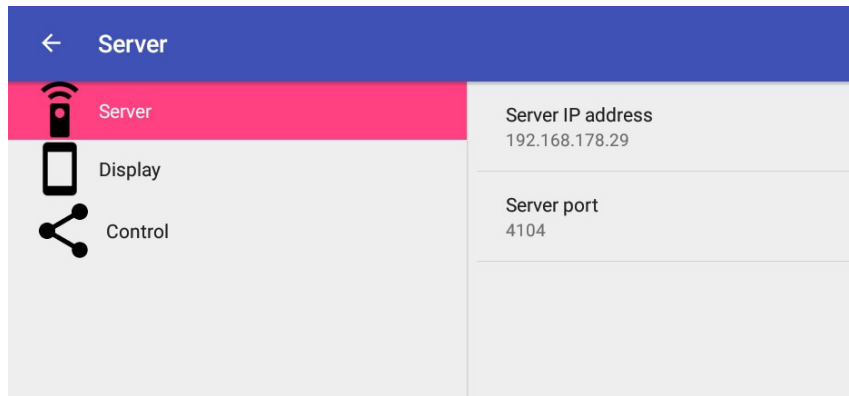 Server
Server
Display
Control
Server IP address
192.168.178.29
Server port
4104